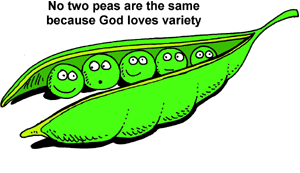 No two peas are the same
because God loves variety